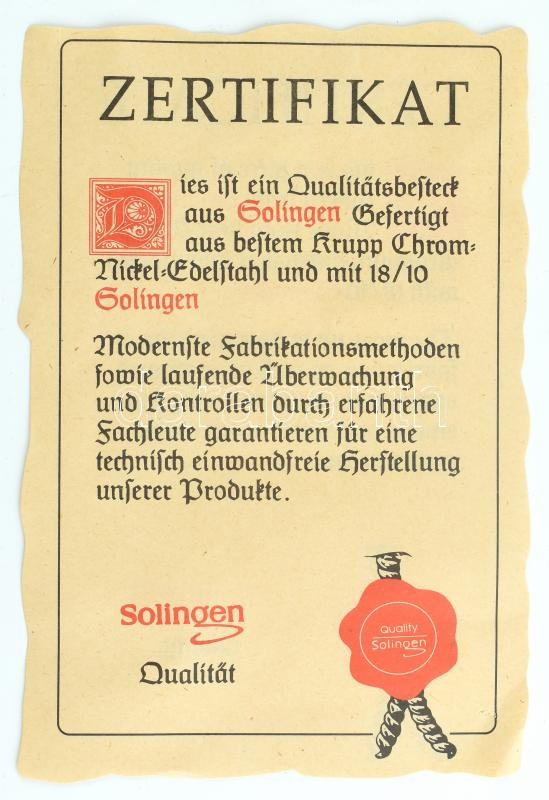 ZERTIFIKAT
Dies ist ein Qualitätsbesteck
aus Solingen Gefertigt
aus bestem Krupp Chrom-
Nickel-Edelstahl und mit 18/10
Solingen
Modernste Fabrikationsmethoden
sowie laufende Überwachung
und Kontrollen durch erfahrene
Fachleute garantieren für eine
technisch einwandfreie Herstellung
unserer Produkte.
Solingen
Qualität
Quality
Solingen
darabanth